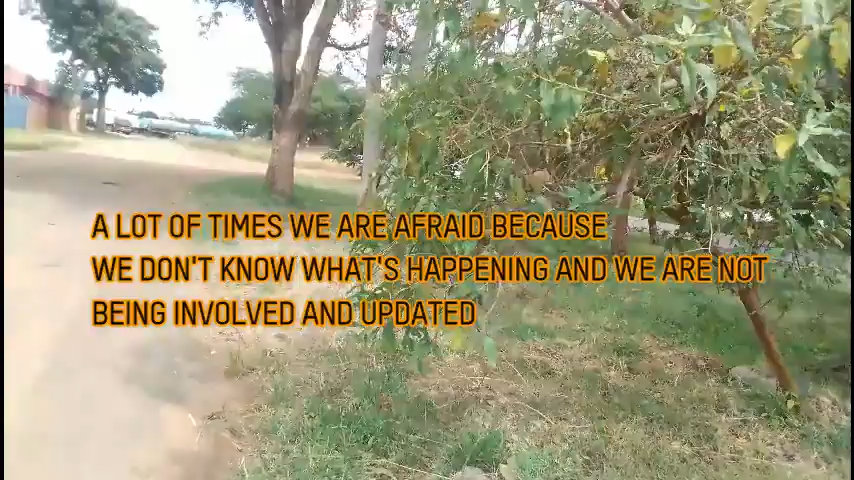 A LOT OF TIMES WE ARE AFRAID BECAUSE
WE DON'T KNOW WHAT'S HAPPENING AND WE ARE NOT
BEING INVOLVED AND UPDATED